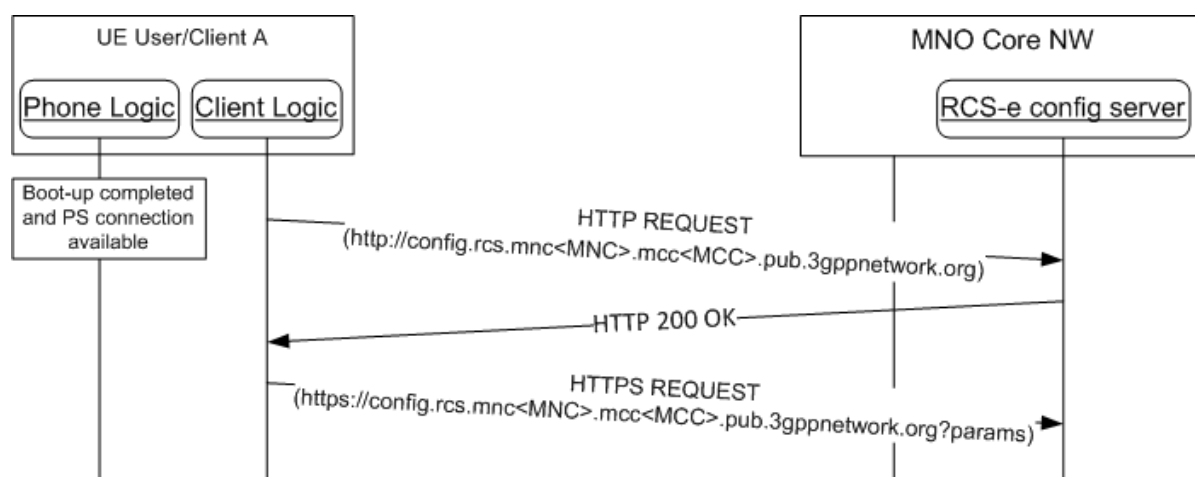 UE User/Client A
MNO Core NW
Phone Logic
Client Logic
RCS-e config server
Boot-up completed
and PS connection
available
HTTP REQUEST
(http://config.rcs.mnc<MNC>.mcc<MCC>.pub.3gppnetwork.org)
HTTP 200 OK
HTTPS REQUEST
(https://config.rcs.mnc<MNC>.mcc<MCC>.pub.3gppnetwork.org?params)